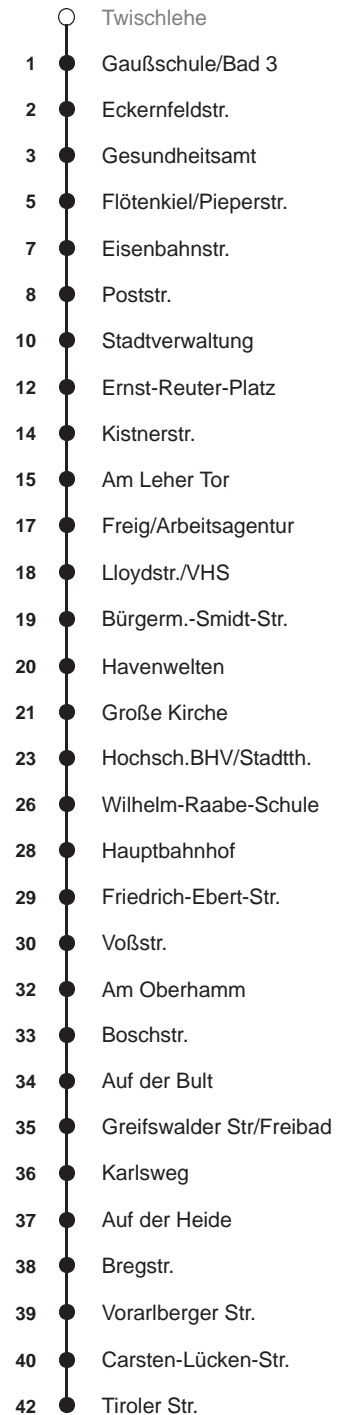 Twischlehe
1 Gaußschule/Bad 3
2 Eckernfeldstr.
3 Gesundheitsamt
5 Flötenkiel/Pieperstr.
7 Eisenbahnstr.
8 Poststr.
10 Stadtverwaltung
12 Ernst-Reuter-Platz
14 Kistnerstr.
15 Am Leher Tor
17 Freig/Arbeitsagentur
18 Lloydstr./VHS
19 Bürgerm.-Smidt-Str.
20 Havenwelten
21 Große Kirche
23 Hochsch.BHV/Stadtth.
26 Wilhelm-Raabe-Schule
28 Hauptbahnhof
29 Friedrich-Ebert-Str.
30 Voßstr.
32 Am Oberhamm
33 Boschstr.
34 Auf der Bult
35 Greifswalder Str/Freibad
36 Karlsweg
37 Auf der Heide
38 Bregstr.
39 Vorarlberger Str.
40 Carsten-Lücken-Str.
42 Tiroler Str.